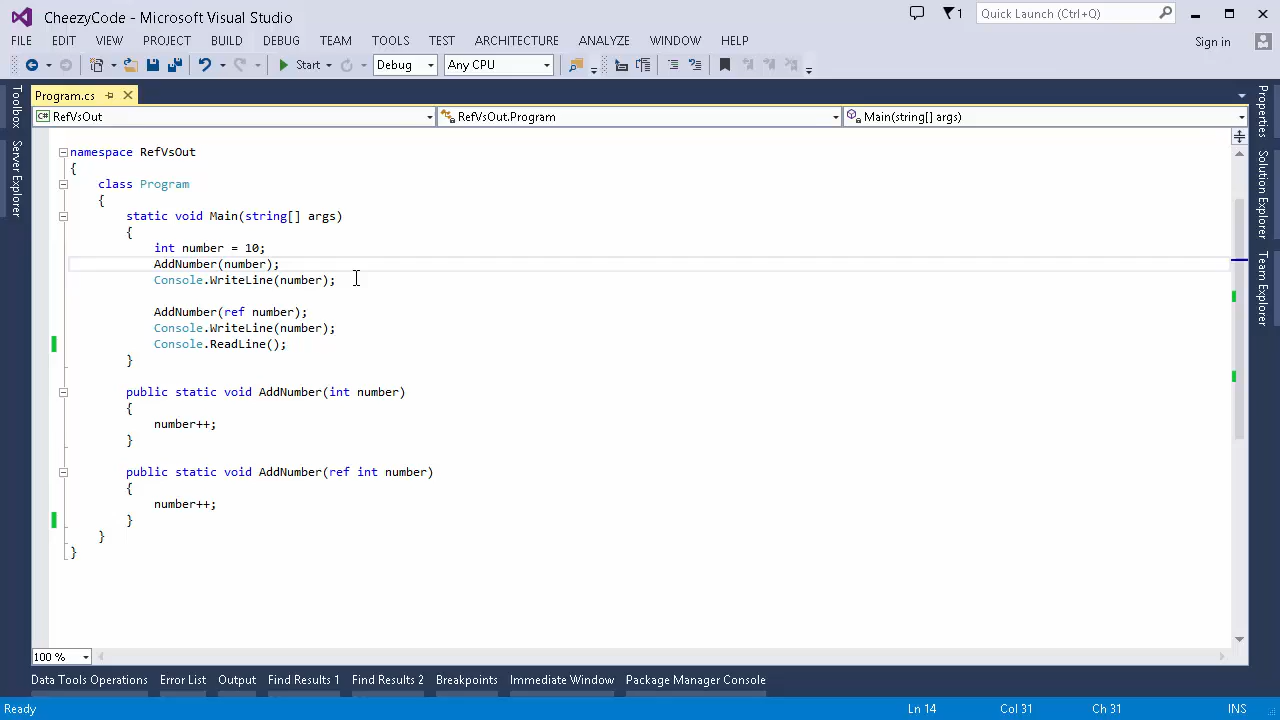 CheezyCode - Microsoft Visual Studio
1
Quick Launch (Ctrl+Q)
FILE EDIT VIEW PROJECT BUILD DEBUG TEAM TOOLS TEST ARCHITECTURE ANALYZE WINDOW HELP
Sign in
Start Debug Any CPU
Program.cs
C# RefVsOut RefVsOut.Program Main(string[] args)
Toolbox
Server Explorer
namespace RefVsOut
{
class Program
{
static void Main(string[] args)
{
int number = 10;
AddNumber(number);
Console.WriteLine(number);
AddNumber(ref number);
Console.WriteLine(number);
Console.ReadLine();
}
public static void AddNumber(int number)
{
number++;
}
public static void AddNumber(ref int number)
{
number++;
}
}
}
Properties
Solution Explorer
Team Explorer
100 %
Data Tools Operations Error List Output Find Results 1 Find Results 2 Breakpoints Immediate Window Package Manager Console
Ready Ln 14 Col 31 Ch 31 INS